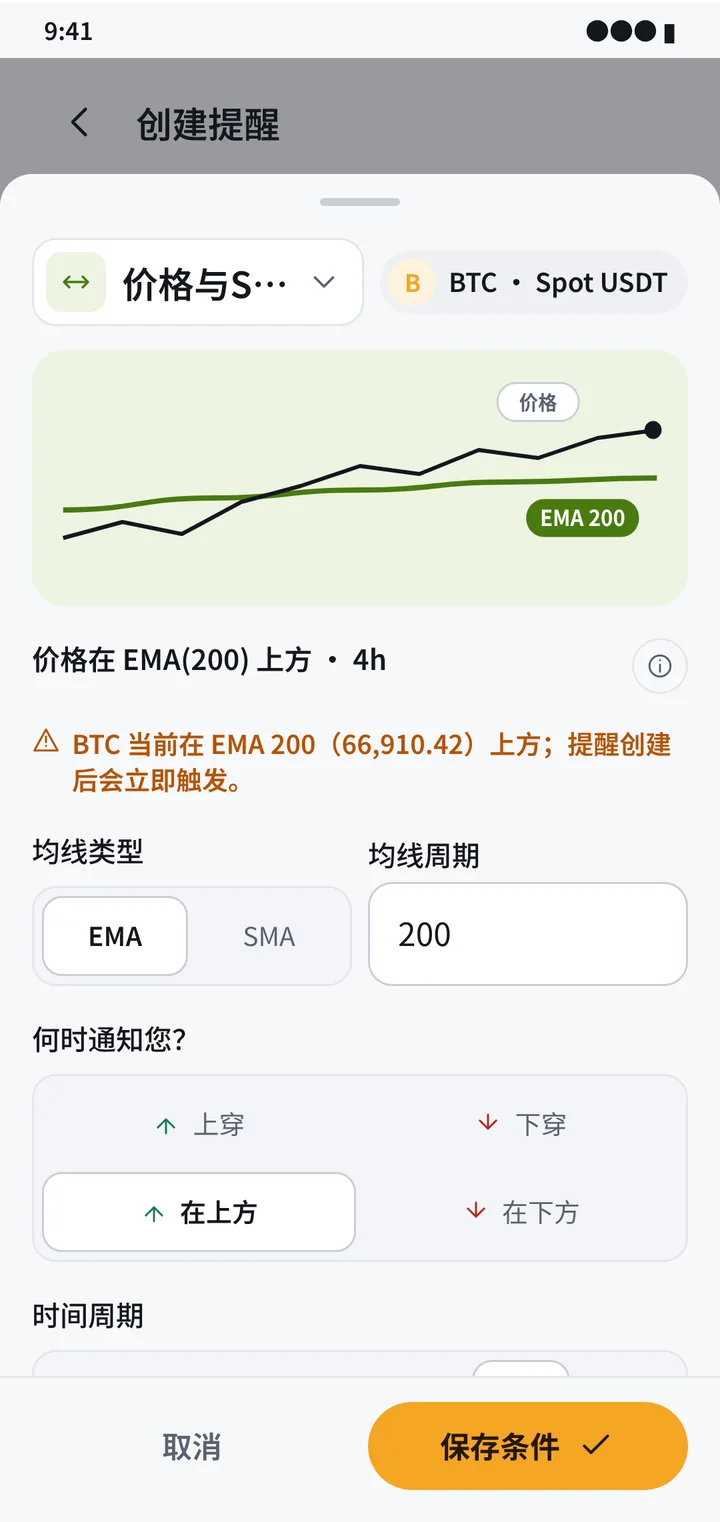 9:41
创建提醒
价格与S…
BTC • Spot USDT
B
价格
EMA 200
价格在 EMA(200) 上方 • 4h
BTC 当前在 EMA 200（66,910.42）上方；提醒创建
后会立即触发。
均线类型
均线周期
EMA
SMA
200
何时通知您？
上穿
下穿
在上方
在下方
时间周期
取消
保存条件